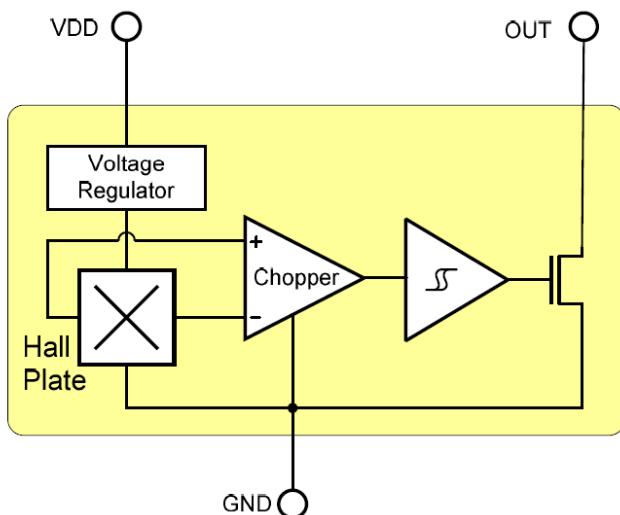 VDD
OUT
Voltage
Regulator
+
Chopper
−
Hall
Plate
GND